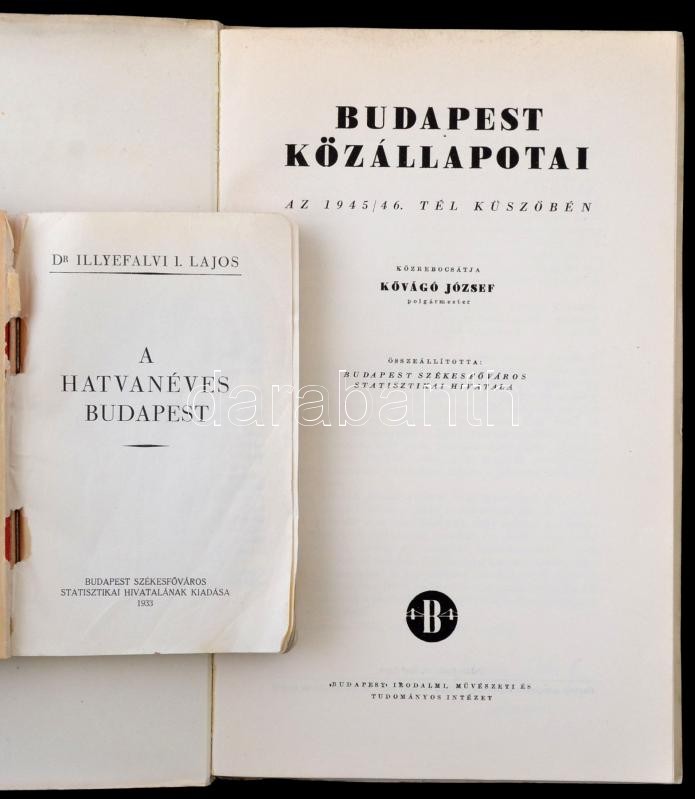 DR ILLYEFALVI I. LAJOS
A
HATVANÉVES
BUDAPEST
BUDAPEST SZÉKESFŐVÁROS
STATISZTIKAI HIVATALÁNAK KIADÁSA
1933
BUDAPEST
KÖZÁLLAPOTAI
AZ 1945/46. TÉL KÜSZÖBÉN
KÖZREBOCSÁTJA
KŐVÁGÓ JÓZSEF
polgármester
ÖSSZEÁLLÍTOTTA:
BUDAPEST SZÉKESFŐVÁROS
STATISZTIKAI HIVATALA
B
»BUDAPEST« IRODALMI, MŰVÉSZETI ÉS
TUDOMÁNYOS INTÉZET
darabanth